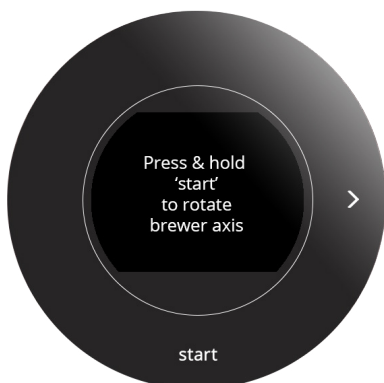 Press & hold
‘start’
to rotate
brewer axis
start